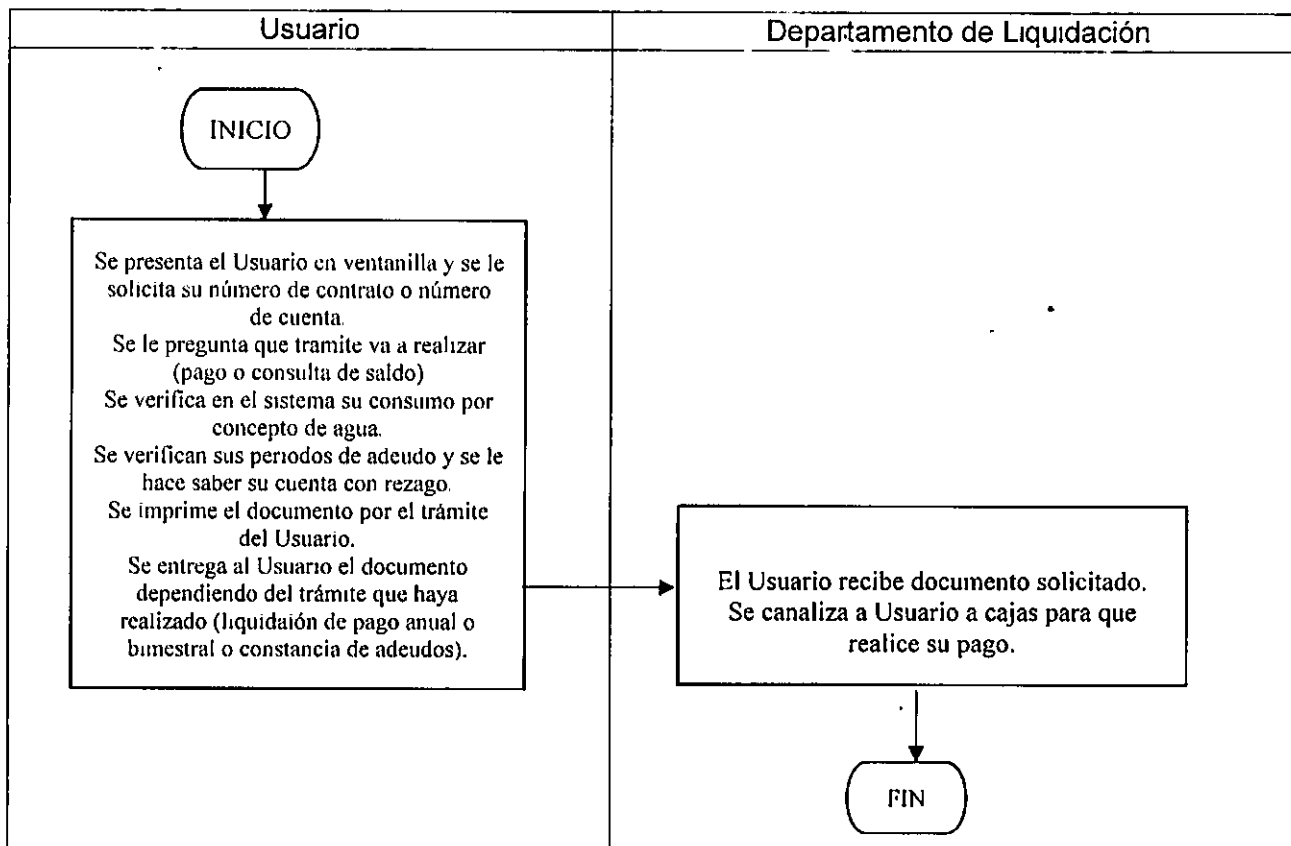 Usuario
Departamento de Liquidación
INICIO
Se presenta el Usuario en ventanilla y se le
solicita su número de contrato o número
de cuenta.
Se le pregunta que tramite va a realizar
(pago o consulta de saldo)
Se verifica en el sistema su consumo por
concepto de agua.
Se verifican sus periodos de adeudo y se le
hace saber su cuenta con rezago.
Se imprime el documento por el trámite
del Usuario.
Se entrega al Usuario el documento
dependiendo del trámite que haya
realizado (liquidaión de pago anual o
bimestral o constancia de adeudos).
El Usuario recibe documento solicitado.
Se canaliza a Usuario a cajas para que
realice su pago.
FIN